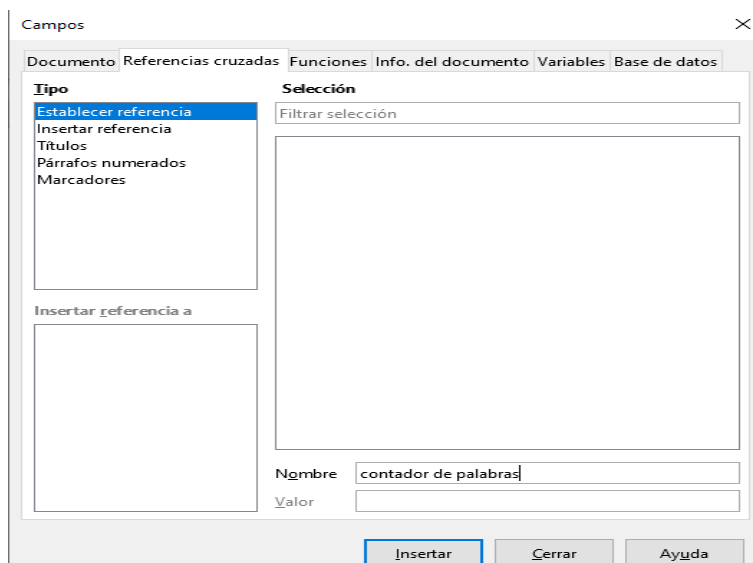 Campos
Documento Referencias cruzadas Funciones Info. del documento Variables Base de datos
Tipo
Establecer referencia
Insertar referencia
Títulos
Párrafos numerados
Marcadores
Insertar referencia a
Selección
Filtrar selección
Nombre contador de palabras
Valor
Insertar Cerrar Ayuda